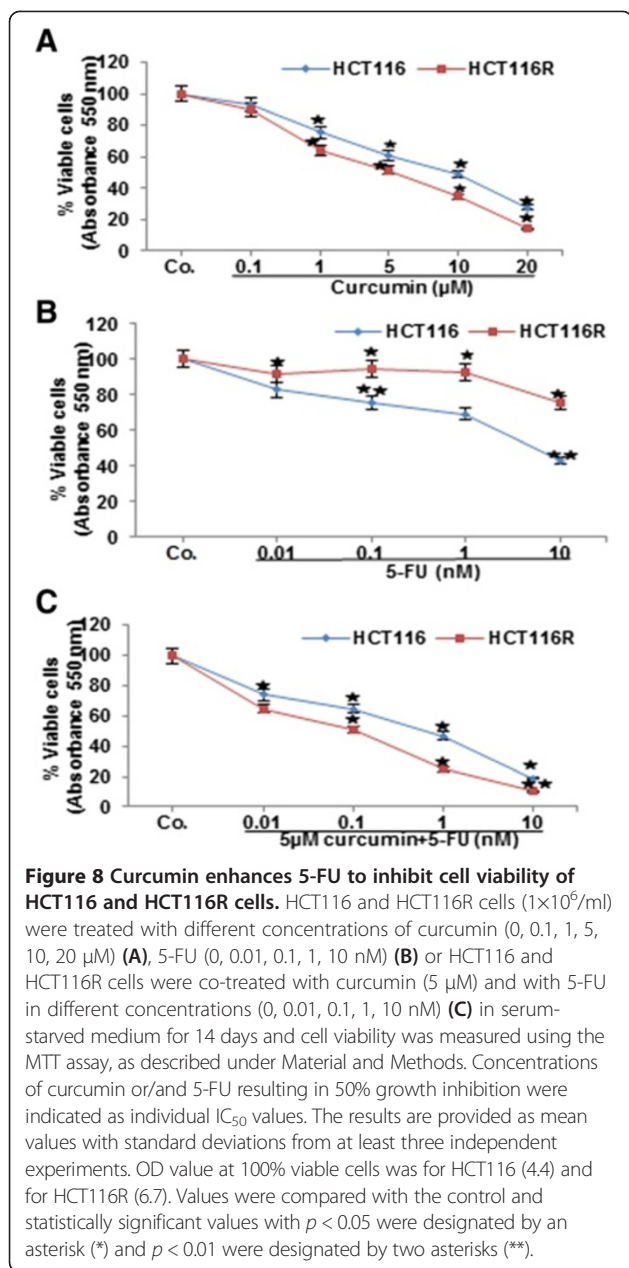 A
HCT116 HCT116R
% Viable cells
(Absorbance 550 nm)
120
100
80
60
40
20
0
Co. 0.1 1 5 10 20
Curcumin (µM)
B
HCT116 HCT116R
% Viable cells
(Absorbance 550 nm)
120
100
80
60
40
20
0
Co. 0.01 0.1 1 10
5-FU (nM)
C
HCT116 HCT116R
% Viable cells
(Absorbance 550 nm)
120
100
80
60
40
20
0
Co. 0.01 0.1 1 10
5µM curcumin+5-FU (nM)
Figure 8 Curcumin enhances 5-FU to inhibit cell viability of
HCT116 and HCT116R cells. HCT116 and HCT116R cells (1×10⁶/ml)
were treated with different concentrations of curcumin (0, 0.1, 1, 5,
10, 20 µM) (A), 5-FU (0, 0.01, 0.1, 1, 10 nM) (B) or HCT116 and
HCT116R cells were co-treated with curcumin (5 µM) and with 5-FU
in different concentrations (0, 0.01, 0.1, 1, 10 nM) (C) in serum-
starved medium for 14 days and cell viability was measured using the
MTT assay, as described under Material and Methods. Concentrations
of curcumin or/and 5-FU resulting in 50% growth inhibition were
indicated as individual IC₅₀ values. The results are provided as mean
values with standard deviations from at least three independent
experiments. OD value at 100% viable cells was for HCT116 (4.4) and
for HCT116R (6.7). Values were compared with the control and
statistically significant values with p < 0.05 were designated by an
asterisk (*) and p < 0.01 were designated by two asterisks (**).